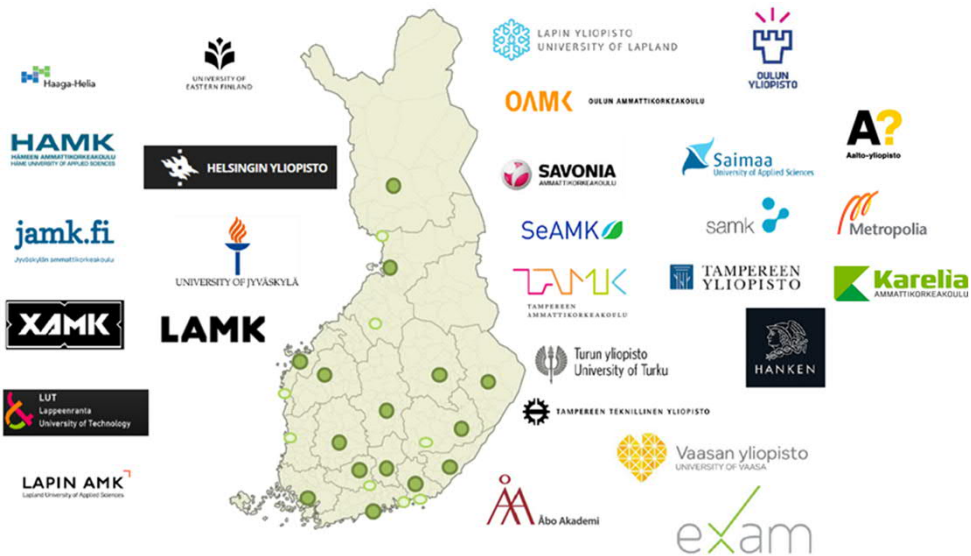 Haaga-Helia
UNIVERSITY OF
EASTERN FINLAND
HAMK
HÄMEEN AMMATTIKORKEAKOULU
HÄME UNIVERSITY OF APPLIED SCIENCES
HELSINGIN YLIOPISTO
jamk.fi
Jyväskylän ammattikorkeakoulu
UNIVERSITY OF JYVÄSKYLÄ
XAMK
LAMK
LUT
Lappeenranta
University of Technology
LAPIN AMK
Lapland University of Applied Sciences
LAPIN YLIOPISTO
UNIVERSITY OF LAPLAND
OULUN
YLIOPISTO
OAMK OULUN AMMATTIKORKEAKOULU
A?
Aalto-yliopisto
SAVONIA
AMMATTIKORKEAKOULU
Saimaa
University of Applied Sciences
SeAMK
samk
Metropolia
TAMK
TAMPEREEN
AMMATTIKORKEAKOULU
TAMPEREEN
YLIOPISTO
Karelia
AMMATTIKORKEAKOULU
HANKEN
Turun yliopisto
University of Turku
TAMPEREEN TEKNILLINEN YLIOPISTO
Vaasan yliopisto
UNIVERSITY OF VAASA
Åbo Akademi
exam